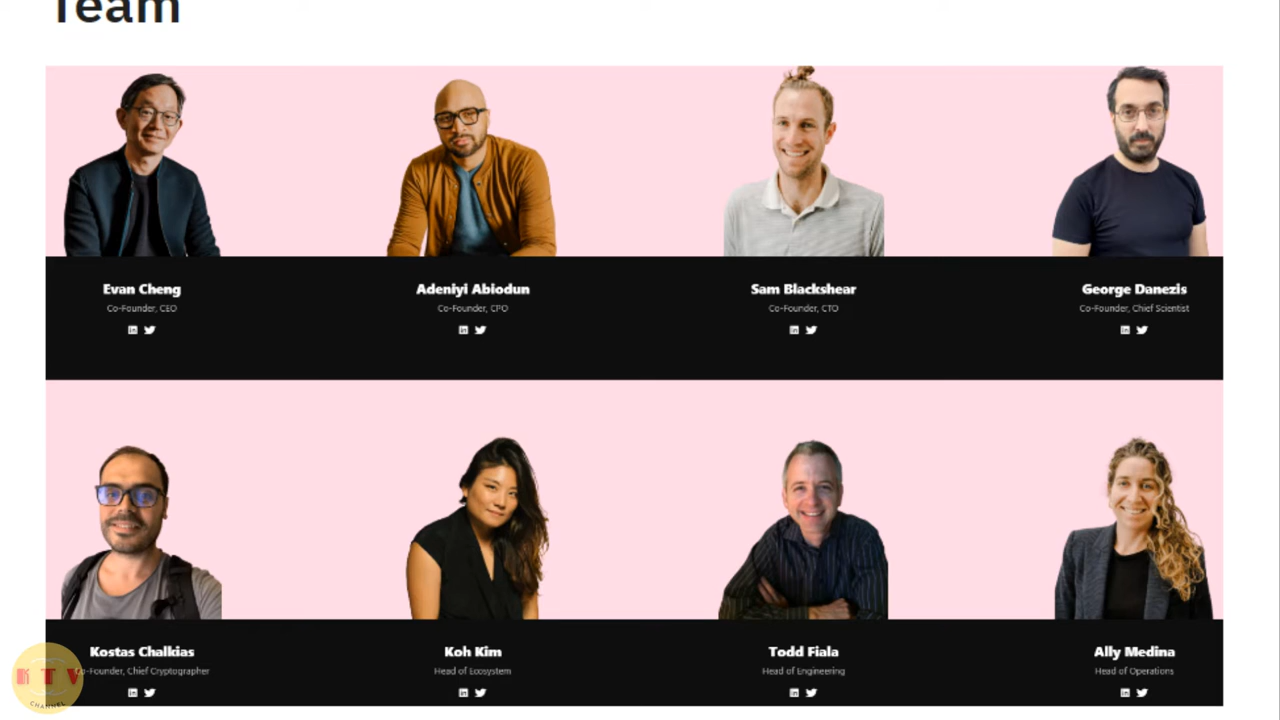 Team
Evan Cheng
Co-Founder, CEO
Adeniyi Abiodun
Co-Founder, CPO
Sam Blackshear
Co-Founder, CTO
George Danezis
Co-Founder, Chief Scientist
Kostas Chalkias
Co-Founder, Chief Cryptographer
Koh Kim
Head of Ecosystem
Todd Fiala
Head of Engineering
Ally Medina
Head of Operations
KTV
CHANNEL